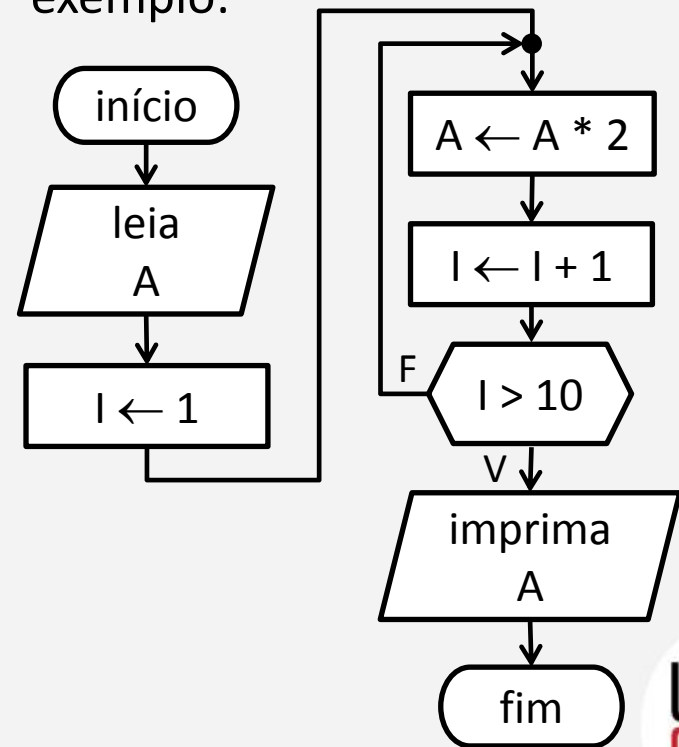 exemplo:
início
leia
A
I ← 1
A ← A * 2
I ← I + 1
F
I > 10
V
imprima
A
fim